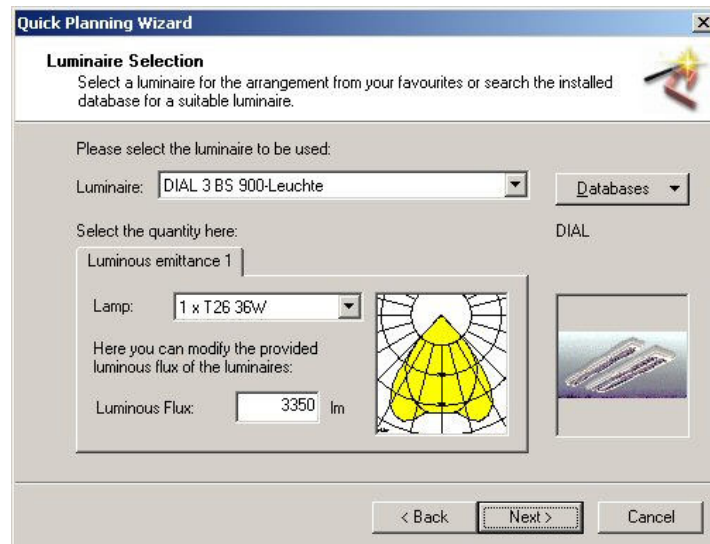 Quick Planning Wizard
Luminaire Selection
Select a luminaire for the arrangement from your favourites or search the installed
database for a suitable luminaire.
Please select the luminaire to be used:
Luminaire: DIAL 3 BS 900-Leuchte
Databases
Select the quantity here:
DIAL
Luminous emittance 1
Lamp: 1 x T26 36W
Here you can modify the provided
luminous flux of the luminaires:
Luminous Flux: 3350 lm
< Back Next > Cancel